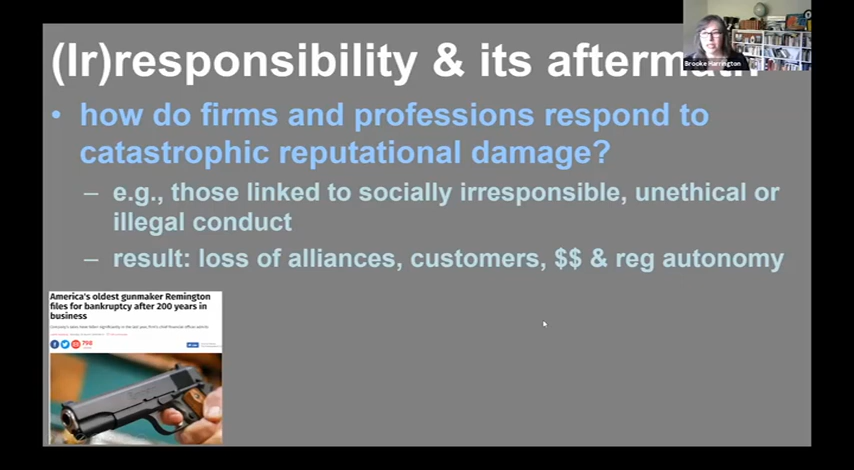 (Ir)responsibility & its aftermath
Brooke Harrington
• how do firms and professions respond to
catastrophic reputational damage?
– e.g., those linked to socially irresponsible, unethical or
illegal conduct
– result: loss of alliances, customers, $$ & reg autonomy
America's oldest gunmaker Remington
files for bankruptcy after 200 years in
business
798